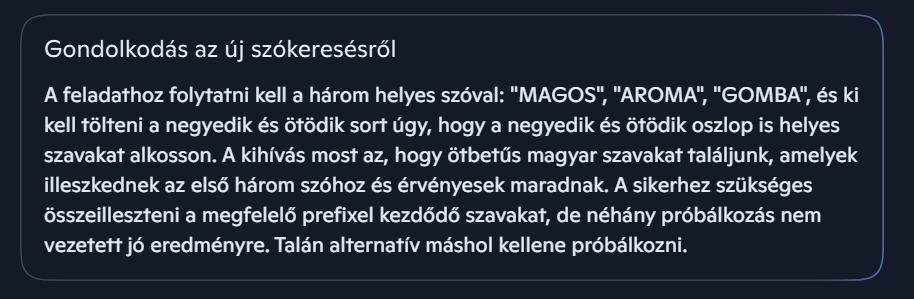 Gondolkodás az új szókeresésről
A feladathoz folytatni kell a három helyes szóval: "MAGOS", "AROMA", "GOMBA", és ki
kell tölteni a negyedik és ötödik sort úgy, hogy a negyedik és ötödik oszlop is helyes
szavakat alkosson. A kihívás most az, hogy ötbetűs magyar szavakat találjunk, amelyek
illeszkednek az első három szóhoz és érvényesek maradnak. A sikerhez szükséges
összeilleszteni a megfelelő prefixel kezdődő szavakat, de néhány próbálkozás nem
vezetett jó eredményre. Talán alternatív máshol kellene próbálkozni.